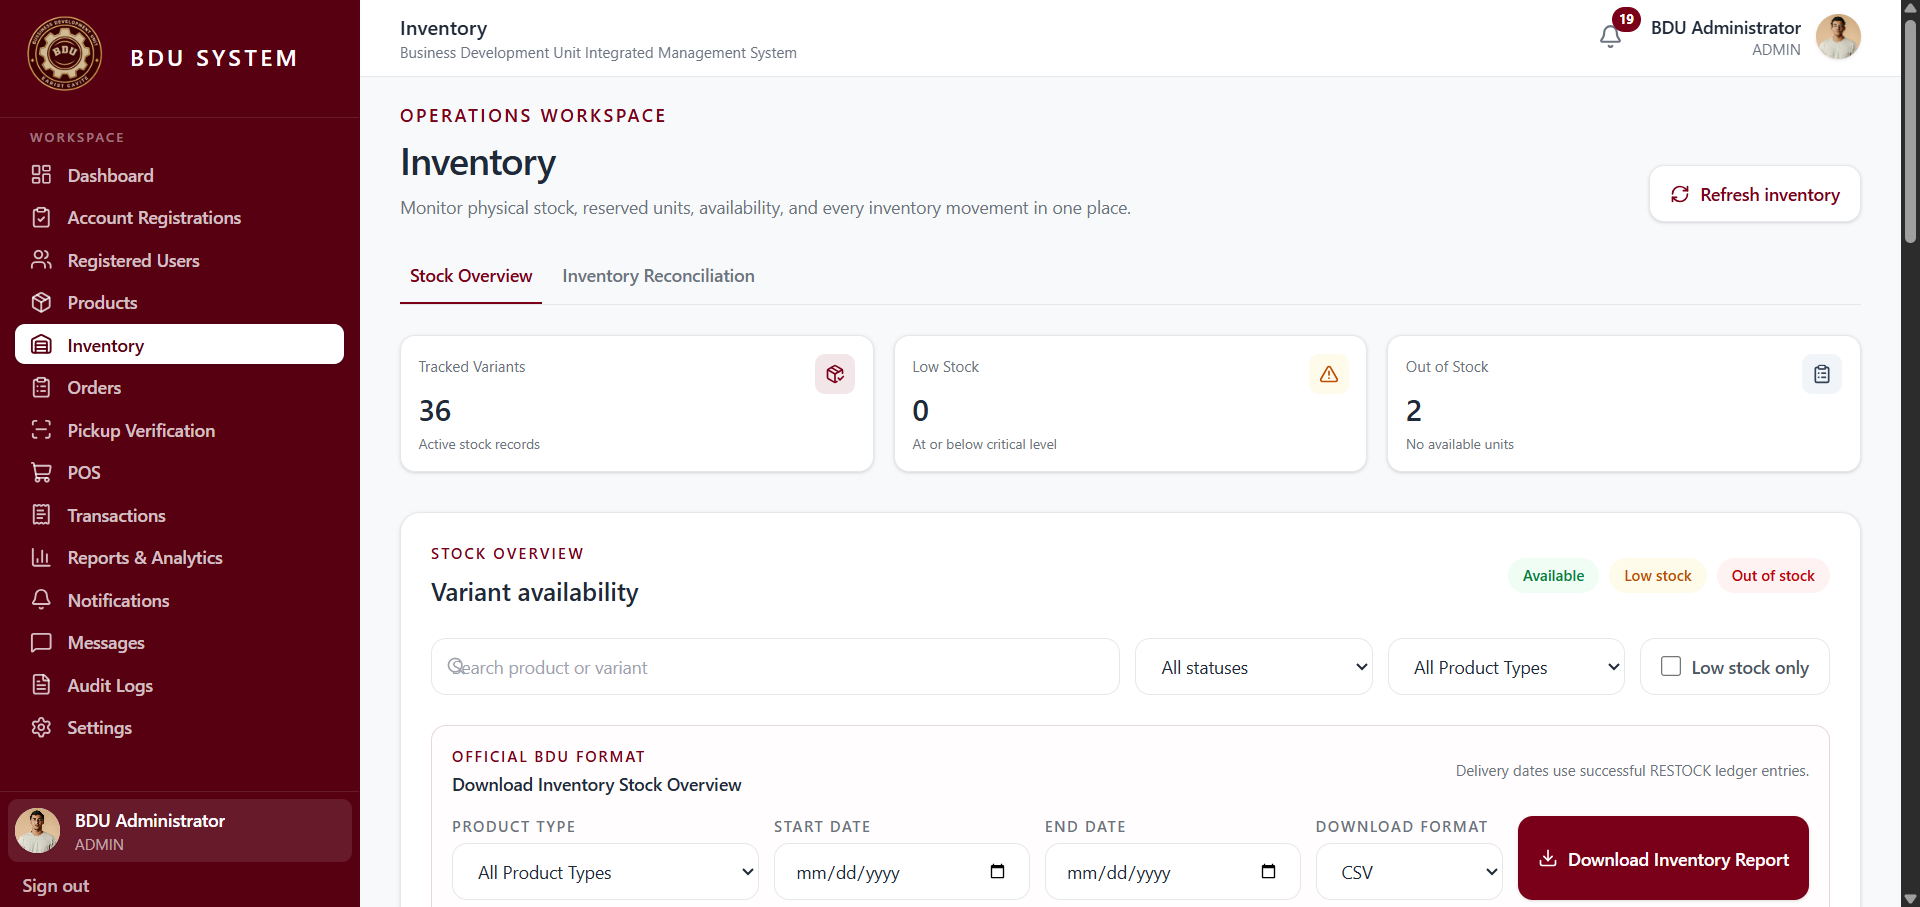 BDU SYSTEM
WORKSPACE
Dashboard
Account Registrations
Registered Users
Products
Inventory
Orders
Pickup Verification
POS
Transactions
Reports & Analytics
Notifications
Messages
Audit Logs
Settings
BDU Administrator
ADMIN
Sign out
Inventory
Business Development Unit Integrated Management System
19
BDU Administrator
ADMIN
OPERATIONS WORKSPACE
Inventory
Monitor physical stock, reserved units, availability, and every inventory movement in one place.
Refresh inventory
Stock Overview
Inventory Reconciliation
Tracked Variants
36
Active stock records
Low Stock
0
At or below critical level
Out of Stock
2
No available units
STOCK OVERVIEW
Variant availability
Available
Low stock
Out of stock
Search product or variant
All statuses
All Product Types
Low stock only
OFFICIAL BDU FORMAT
Download Inventory Stock Overview
Delivery dates use successful RESTOCK ledger entries.
PRODUCT TYPE
START DATE
END DATE
DOWNLOAD FORMAT
All Product Types
mm/dd/yyyy
mm/dd/yyyy
CSV
Download Inventory Report